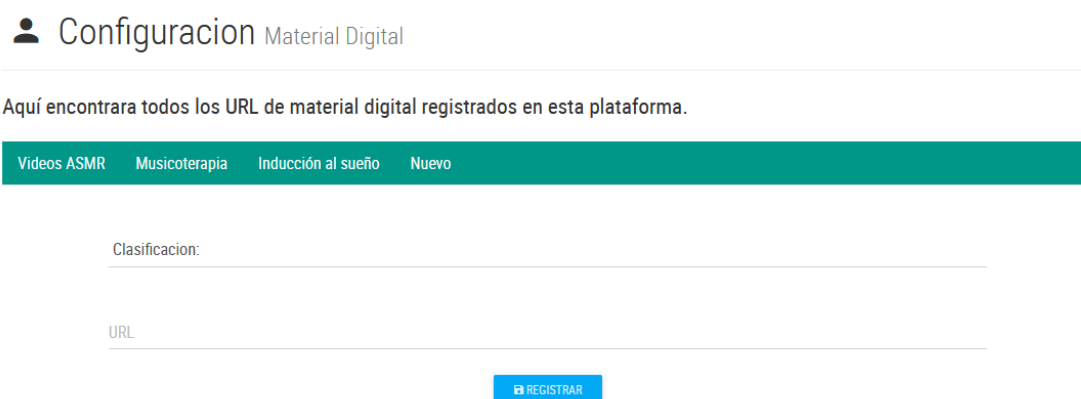 Configuracion Material Digital
Aquí encontrara todos los URL de material digital registrados en esta plataforma.
Videos ASMR Musicoterapia Inducción al sueño Nuevo
Clasificacion:
URL
REGISTRAR